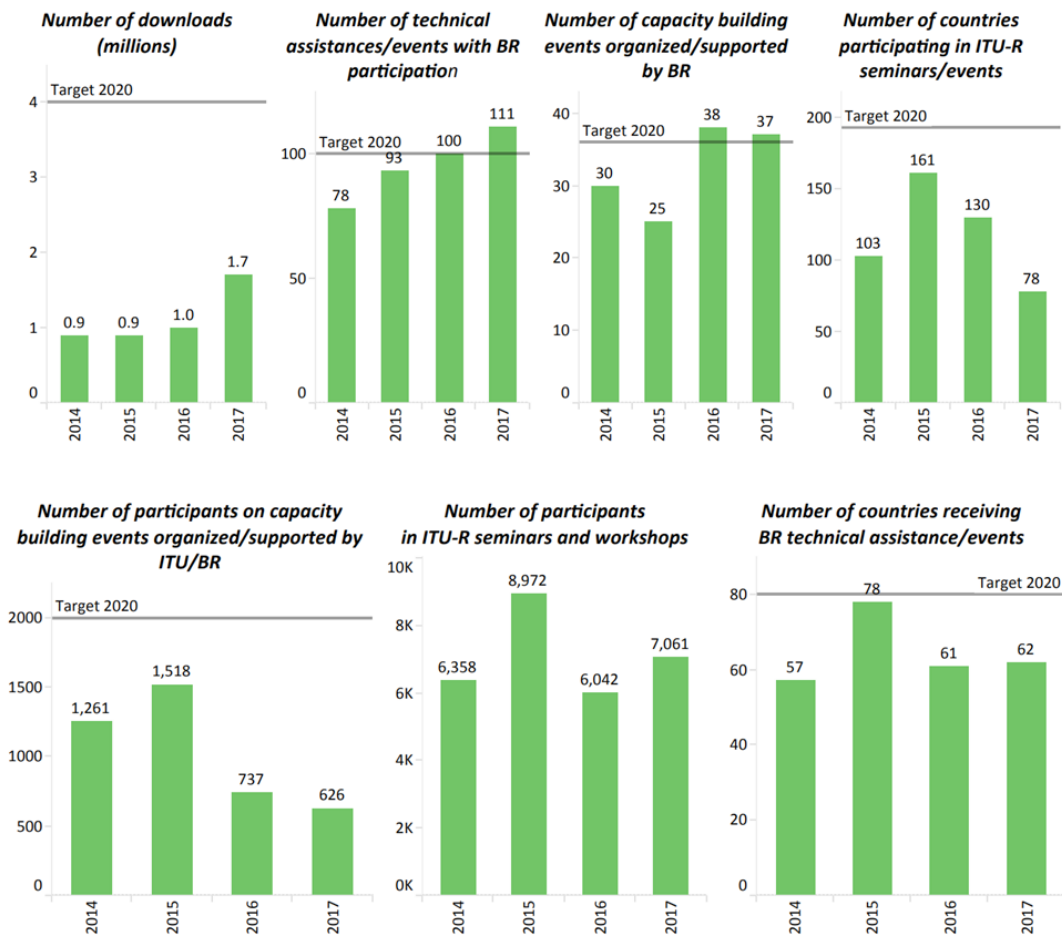 Number of downloads
(millions)
Target 2020
4
3
2
1
0
0.9
0.9
1.0
1.7
2014
2015
2016
2017
Number of technical
assistances/events with BR
participation
Target 2020
100
50
0
78
93
100
111
2014
2015
2016
2017
Number of capacity building
events organized/supported
by BR
40
Target 2020
30
20
10
0
30
25
38
37
2014
2015
2016
2017
Number of countries
participating in ITU-R
seminars/events
200
Target 2020
150
100
50
0
103
161
130
78
2014
2015
2016
2017
Number of participants on capacity
building events organized/supported by
ITU/BR
Target 2020
2000
1500
1000
500
0
1,261
1,518
737
626
2014
2015
2016
2017
Number of participants
in ITU-R seminars and workshops
10K
8K
6K
4K
2K
0K
6,358
8,972
6,042
7,061
2014
2015
2016
2017
Number of countries receiving
BR technical assistance/events
Target 2020
80
60
40
20
0
57
78
61
62
2014
2015
2016
2017